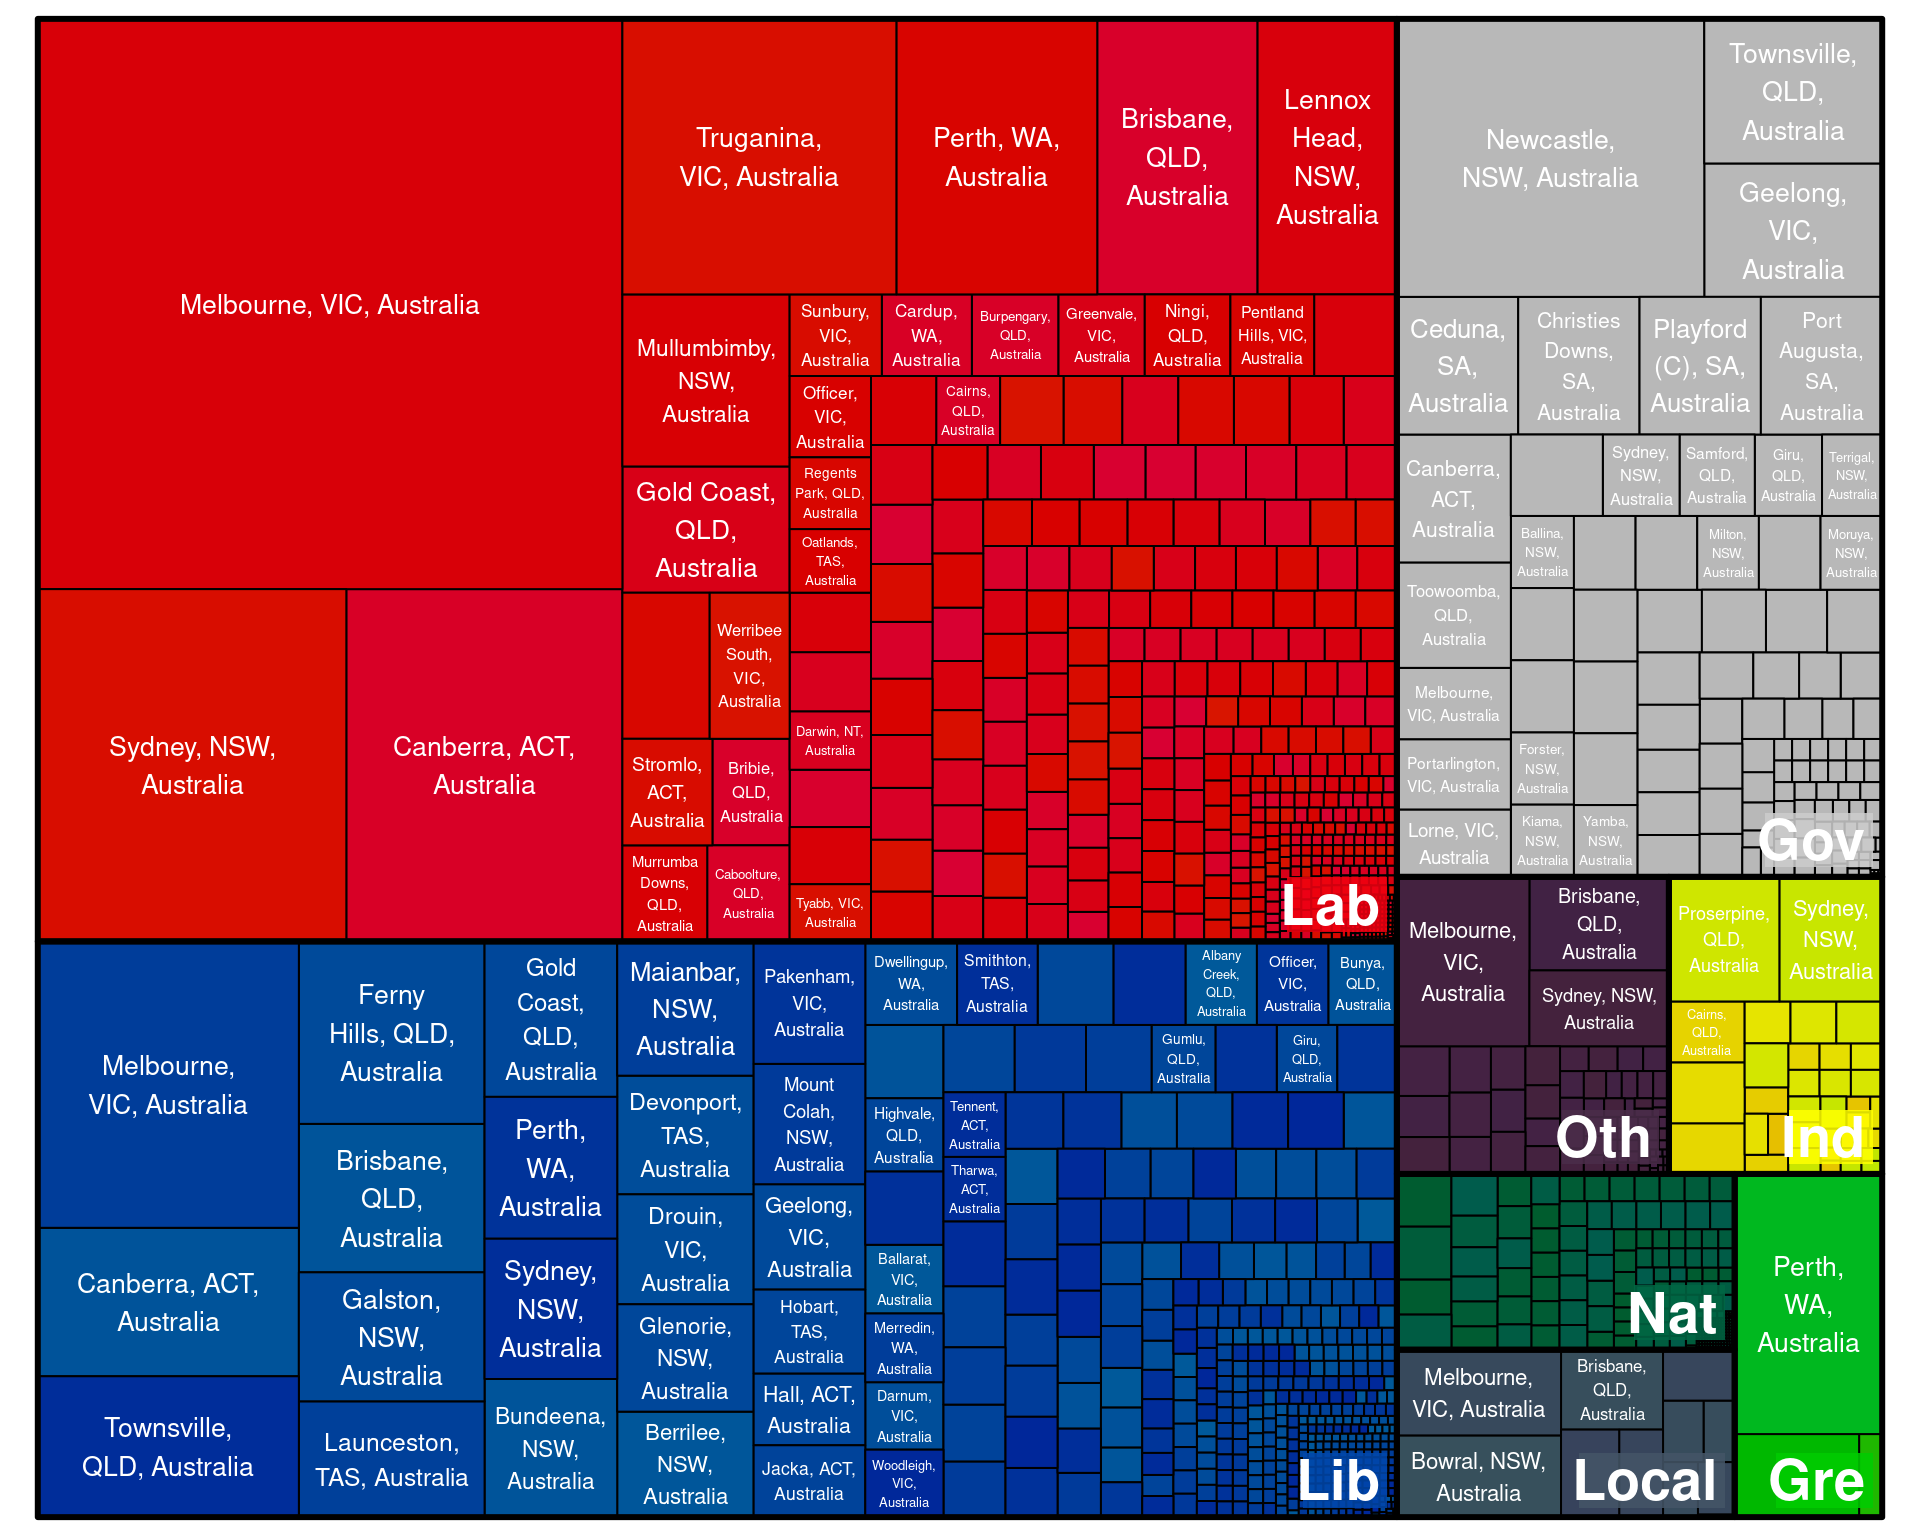 Melbourne, VIC, Australia
Sydney, NSW,
Australia
Canberra, ACT,
Australia
Truganina,
VIC, Australia
Perth, WA,
Australia
Brisbane,
QLD,
Australia
Lennox
Head,
NSW,
Australia
Mullumbimby,
NSW,
Australia
Gold Coast,
QLD,
Australia
Werribee
South,
VIC,
Australia
Stromlo,
ACT,
Australia
Bribie,
QLD,
Australia
Murrumba
Downs,
QLD,
Australia
Caboolture,
QLD,
Australia
Sunbury,
VIC,
Australia
Cardup,
WA,
Australia
Burpengary,
QLD,
Australia
Greenvale,
VIC,
Australia
Ningi,
QLD,
Australia
Pentland
Hills, VIC,
Australia
Officer,
VIC,
Australia
Cairns,
QLD,
Australia
Regents
Park, QLD,
Australia
Oatlands,
TAS,
Australia
Darwin, NT,
Australia
Tyabb, VIC,
Australia
Lab
Newcastle,
NSW, Australia
Townsville,
QLD,
Australia
Geelong,
VIC,
Australia
Ceduna,
SA,
Australia
Christies
Downs,
SA,
Australia
Playford
(C), SA,
Australia
Port
Augusta,
SA,
Australia
Canberra,
ACT,
Australia
Sydney,
NSW,
Australia
Samford,
QLD,
Australia
Giru,
QLD,
Australia
Terrigal,
NSW,
Australia
Ballina,
NSW,
Australia
Milton,
NSW,
Australia
Moruya,
NSW,
Australia
Toowoomba,
QLD,
Australia
Melbourne,
VIC, Australia
Portarlington,
VIC, Australia
Forster,
NSW,
Australia
Lorne, VIC,
Australia
Kiama,
NSW,
Australia
Yamba,
NSW,
Australia
Gov
Melbourne,
VIC, Australia
Canberra, ACT,
Australia
Townsville,
QLD, Australia
Ferny
Hills, QLD,
Australia
Brisbane,
QLD,
Australia
Galston,
NSW,
Australia
Launceston,
TAS, Australia
Gold
Coast,
QLD,
Australia
Perth,
WA,
Australia
Sydney,
NSW,
Australia
Bundeena,
NSW,
Australia
Maianbar,
NSW,
Australia
Devonport,
TAS,
Australia
Drouin,
VIC,
Australia
Glenorie,
NSW,
Australia
Berrilee,
NSW,
Australia
Pakenham,
VIC,
Australia
Mount
Colah,
NSW,
Australia
Geelong,
VIC,
Australia
Hobart,
TAS,
Australia
Hall, ACT,
Australia
Jacka, ACT,
Australia
Dwellingup,
WA,
Australia
Smithton,
TAS,
Australia
Albany
Creek,
QLD,
Australia
Officer,
VIC,
Australia
Bunya,
QLD,
Australia
Gumlu,
QLD,
Australia
Giru,
QLD,
Australia
Highvale,
QLD,
Australia
Tennent,
ACT,
Australia
Tharwa,
ACT,
Australia
Ballarat,
VIC,
Australia
Merredin,
WA,
Australia
Darnum,
VIC,
Australia
Woodleigh,
VIC,
Australia
Lib
Melbourne,
VIC,
Australia
Brisbane,
QLD,
Australia
Sydney, NSW,
Australia
Oth
Proserpine,
QLD,
Australia
Sydney,
NSW,
Australia
Cairns,
QLD,
Australia
Ind
Nat
Melbourne,
VIC, Australia
Brisbane,
QLD,
Australia
Bowral, NSW,
Australia
Local
Perth,
WA,
Australia
Gre